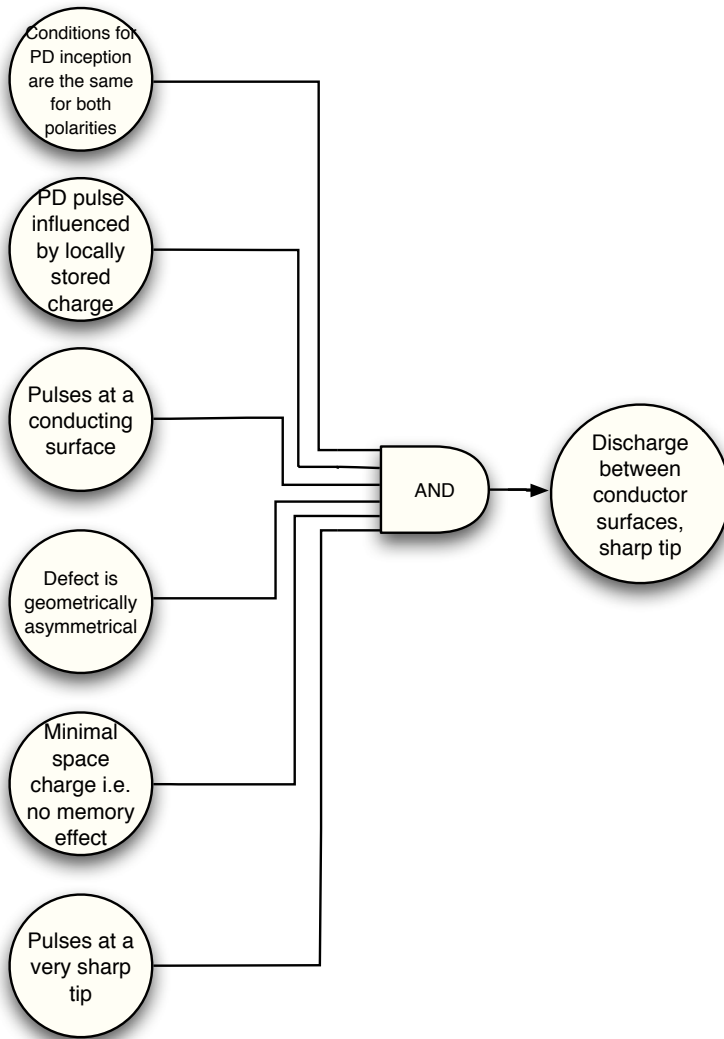 Conditions for
PD inception
are the same
for both
polarities
PD pulse
influenced
by locally
stored
charge
Pulses at a
conducting
surface
Defect is
geometrically
asymmetrical
Minimal
space
charge i.e.
no memory
effect
Pulses at a
very sharp
tip
AND
Discharge
between
conductor
surfaces,
sharp tip